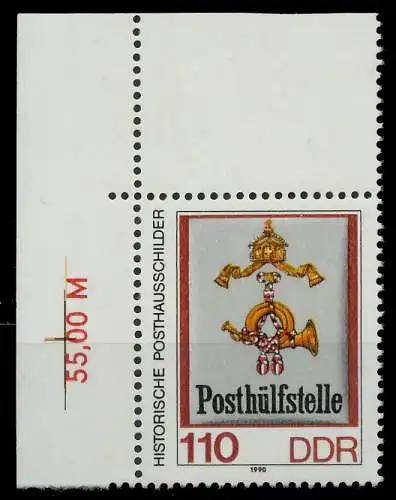 55,00 M
HISTORISCHE POSTHAUSSCHILDER
Posthülfstelle
110 DDR
1990